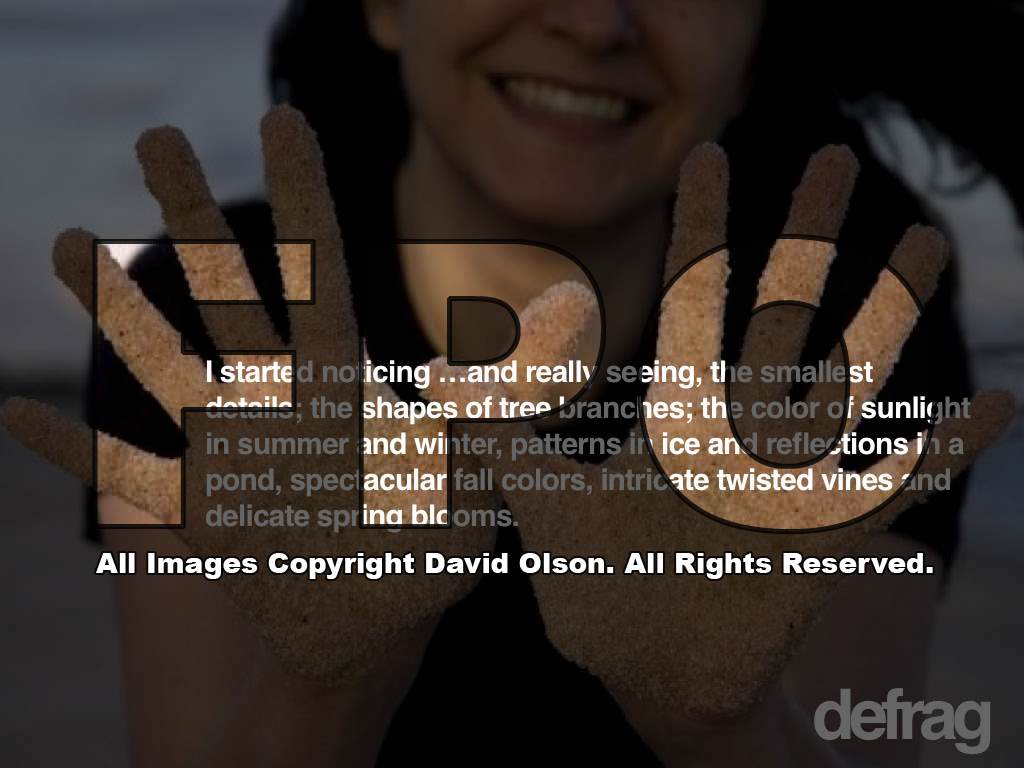 FPO
I started noticing …and really seeing, the smallest
details; the shapes of tree branches; the color of sunlight
in summer and winter, patterns in ice and reflections in a
pond, spectacular fall colors, intricate twisted vines and
delicate spring blooms.
All Images Copyright David Olson. All Rights Reserved.
defrag